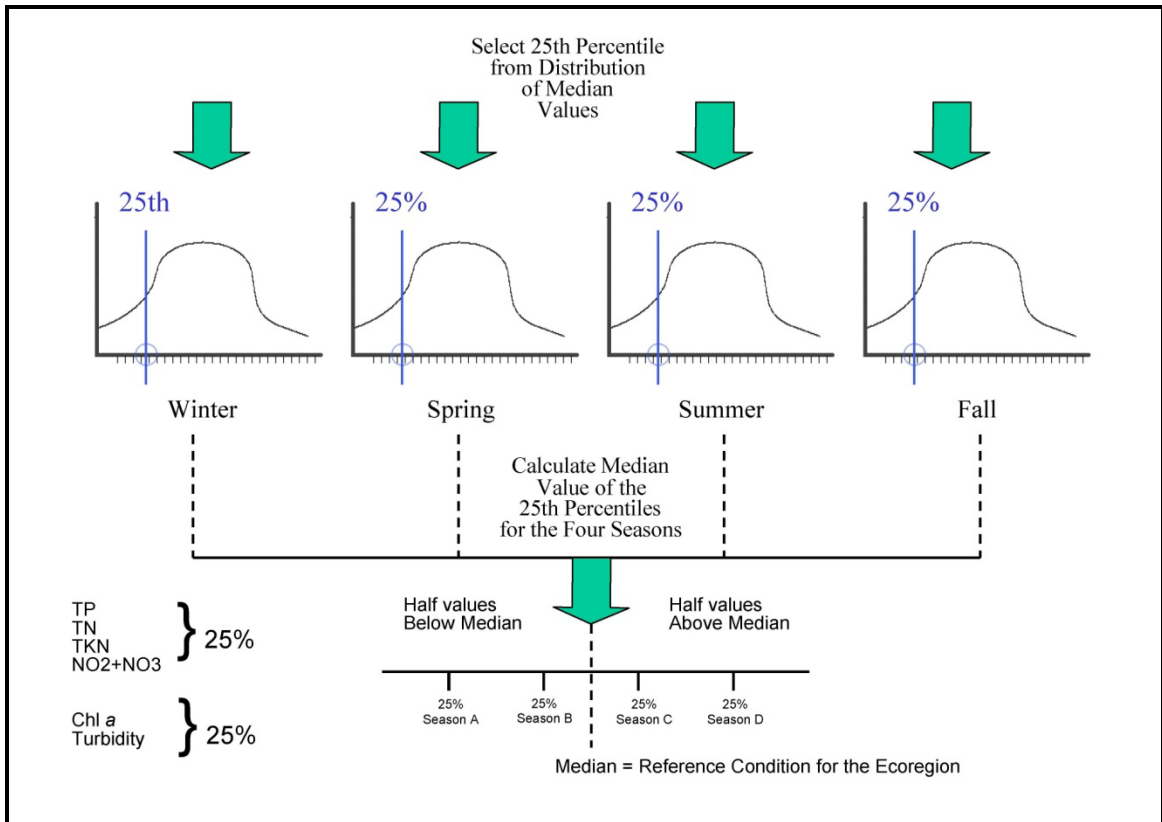 Select 25th Percentile
from Distribution
of Median
Values
25th
25%
25%
25%
Winter
Spring
Summer
Fall
Calculate Median
Value of the
25th Percentiles
for the Four Seasons
Half values
Below Median
Half values
Above Median
TP
TN
TKN
NO2+NO3
} 25%
Chl a
Turbidity
} 25%
25%
Season A
25%
Season B
25%
Season C
25%
Season D
Median = Reference Condition for the Ecoregion